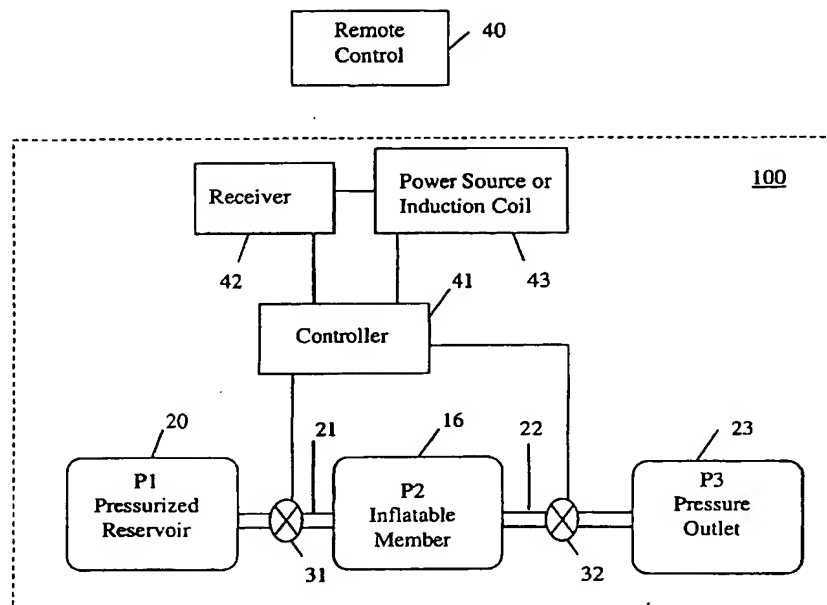 Remote
Control
40
100
Receiver
Power Source or
Induction Coil
42
41
43
Controller
20
21
16
22
23
P1
Pressurized
Reservoir
P2
Inflatable
Member
P3
Pressure
Outlet
31
32